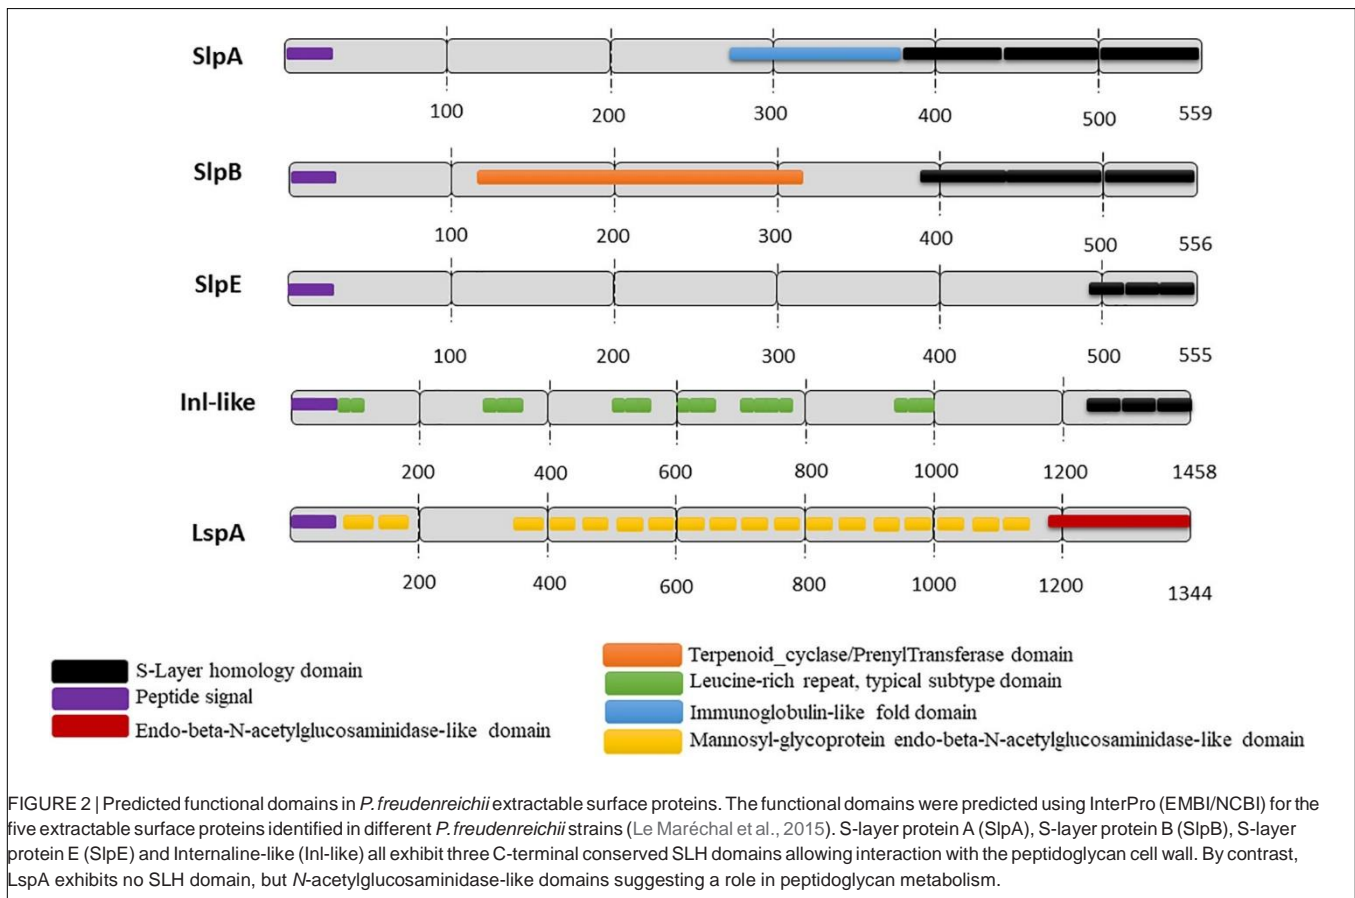 SlpA
100 200 300 400 500 559
SlpB
100 200 300 400 500 556
SlpE
100 200 300 400 500 555
Inl-like
200 400 600 800 1000 1200 1458
LspA
200 400 600 800 1000 1200 1344
S-Layer homology domain
Peptide signal
Endo-beta-N-acetylglucosaminidase-like domain
Terpenoid_cyclase/PrenylTransferase domain
Leucine-rich repeat, typical subtype domain
Immunoglobulin-like fold domain
Mannosyl-glycoprotein endo-beta-N-acetylglucosaminidase-like domain
FIGURE 2 | Predicted functional domains in P. freudenreichii extractable surface proteins. The functional domains were predicted using InterPro (EMBI/NCBI) for the
five extractable surface proteins identified in different P. freudenreichii strains (Le Maréchal et al., 2015). S-layer protein A (SlpA), S-layer protein B (SlpB), S-layer
protein E (SlpE) and Internaline-like (Inl-like) all exhibit three C-terminal conserved SLH domains allowing interaction with the peptidoglycan cell wall. By contrast,
LspA exhibits no SLH domain, but N-acetylglucosaminidase-like domains suggesting a role in peptidoglycan metabolism.